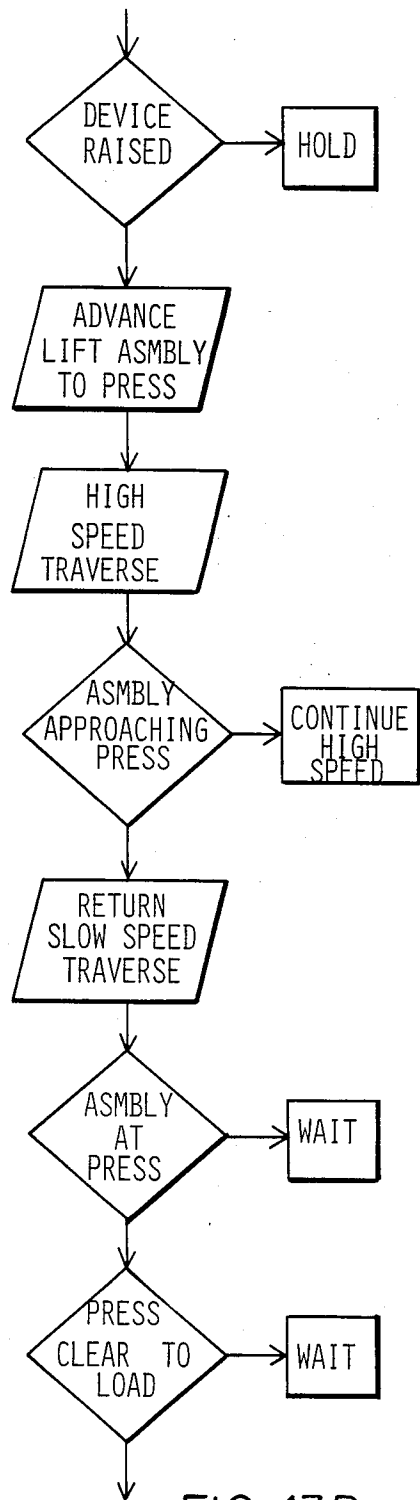 DEVICE
RAISED
HOLD
ADVANCE
LIFT ASMBLY
TO PRESS
HIGH
SPEED
TRAVERSE
ASMBLY
APPROACHING
PRESS
CONTINUE
HIGH
SPEED
RETURN
SLOW SPEED
TRAVERSE
ASMBLY
AT
PRESS
WAIT
PRESS
CLEAR TO
LOAD
WAIT